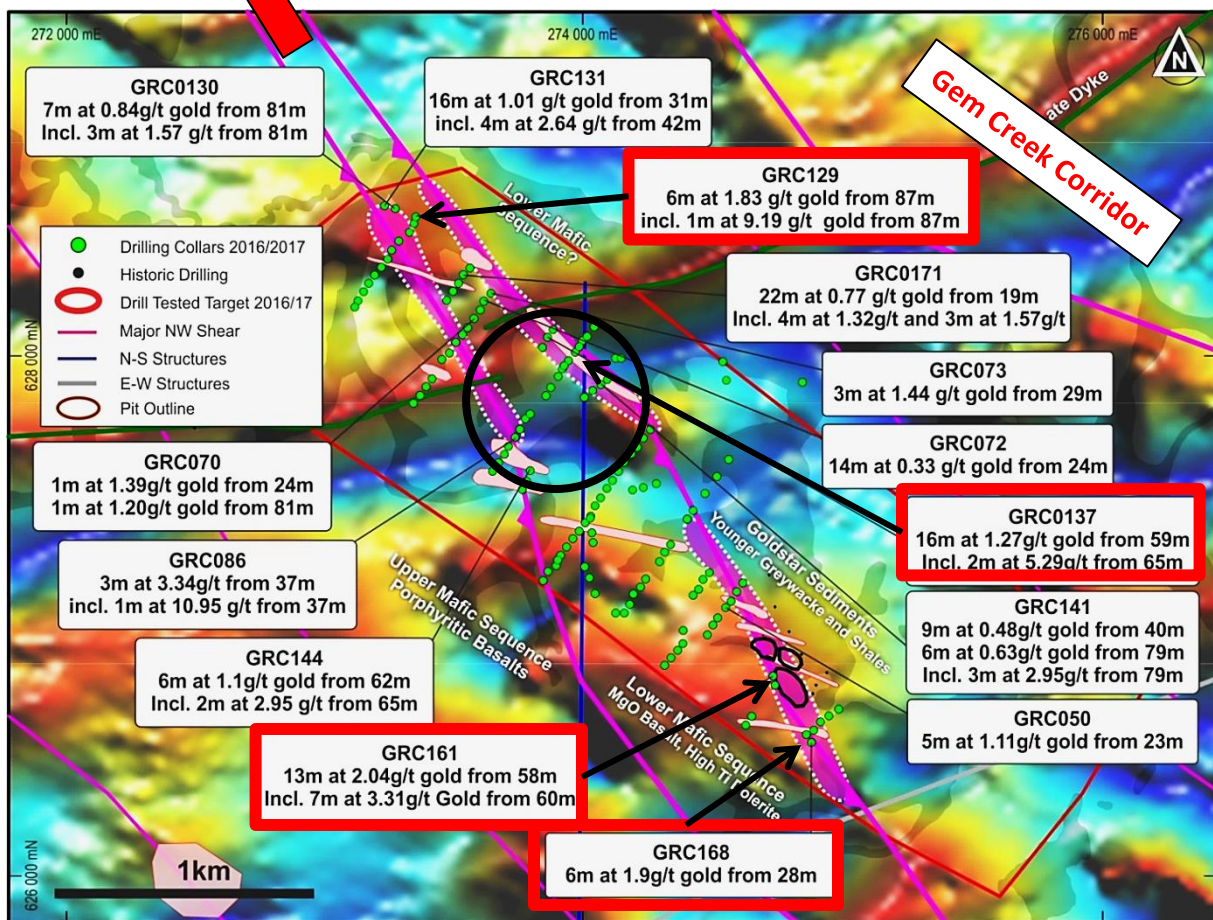 272 000 mE
274 000 mE
276 000 mE
N
GRC0130
7m at 0.84g/t gold from 81m
Incl. 3m at 1.57 g/t from 81m
GRC131
16m at 1.01 g/t gold from 31m
incl. 4m at 2.64 g/t from 42m
Gem Creek Corridor
ate Dyke
GRC129
6m at 1.83 g/t gold from 87m
incl. 1m at 9.19 g/t gold from 87m
Lower Mafic
Sequence?
Drilling Collars 2016/2017
Historic Drilling
Drill Tested Target 2016/17
Major NW Shear
N-S Structures
E-W Structures
Pit Outline
628 000 mN
GRC0171
22m at 0.77 g/t gold from 19m
Incl. 4m at 1.32g/t and 3m at 1.57g/t
GRC073
3m at 1.44 g/t from 29m
GRC072
14m at 0.33 g/t gold from 24m
GRC070
1m at 1.39g/t gold from 24m
1m at 1.20g/t gold from 81m
GRC0137
16m at 1.27g/t gold from 59m
Incl. 2m at 5.29g/t from 65m
GRC086
3m at 3.34g/t from 37m
incl. 1m at 10.95 g/t from 37m
Upper Mafic Sequence
Porphyritic Basalts
Goldstar Sediments
Younger Greywacke and Shales
GRC141
9m at 0.48g/t gold from 40m
6m at 0.63g/t gold from 79m
Incl. 3m at 2.95g/t from 79m
GRC144
6m at 1.1g/t gold from 62m
Incl. 2m at 2.95 g/t from 65m
Lower Mafic Sequence
MgO Basalt, High Ti Dolerite
GRC050
5m at 1.11g/t gold from 23m
GRC161
13m at 2.04g/t gold from 58m
Incl. 7m at 3.31g/t Gold from 60m
GRC168
6m at 1.9g/t gold from 28m
1km
626 000 mN